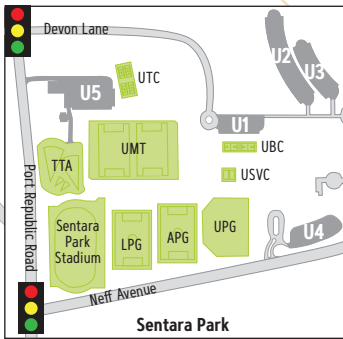 Devon Lane
U2
U3
UTC
U5
U1
UMT
UBC
TTA
USVC
Port Republic Road
Sentara
Park
Stadium
LPG
APG
UPG
U4
Neff Avenue
Sentara Park